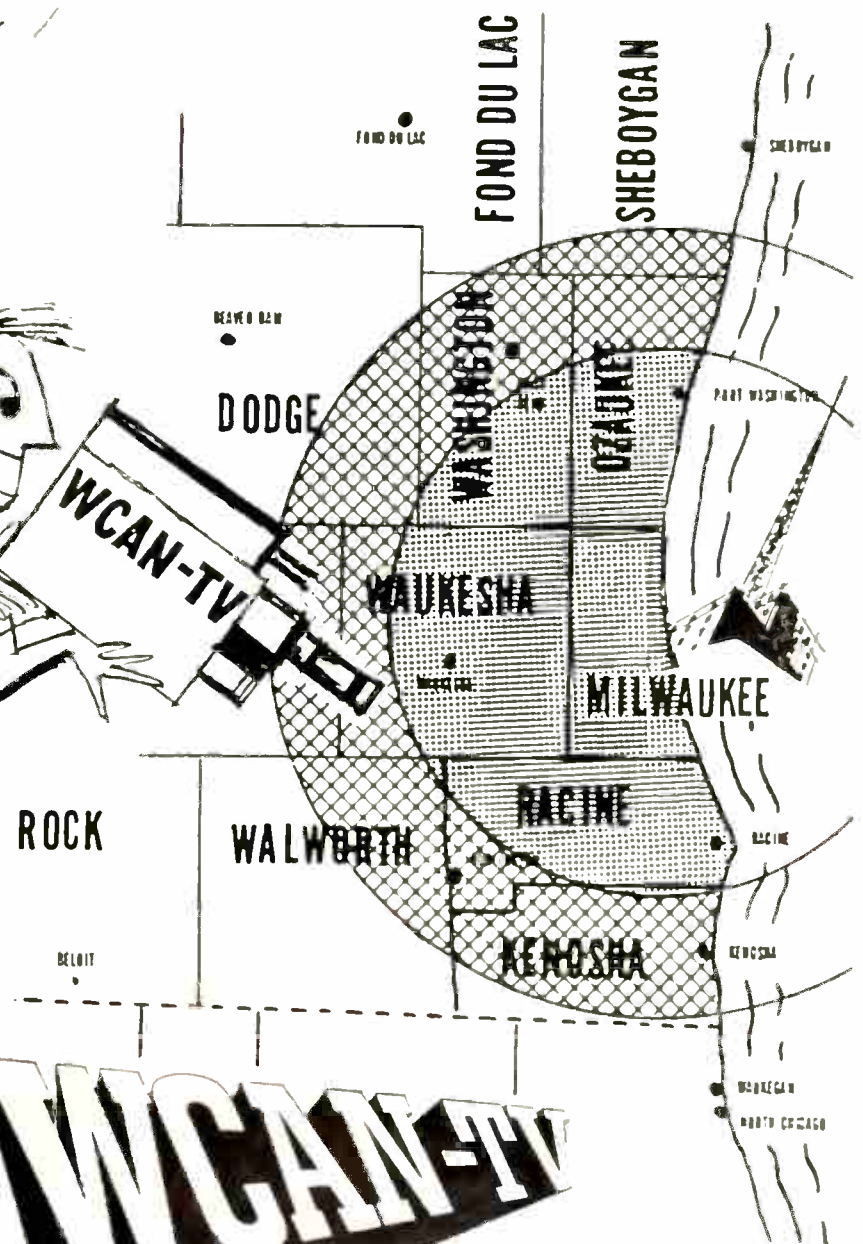 FOND DU LAC
SHEBOYGAN
FOND DU LAC
SHEBOYGAN
BEAVER DAM
DODGE
WASHINGTON
OZAUKEE
PORT WASHINGTON
WCAN-TV
WAUKESHA
MILWAUKEE
ROCK
WALWORTH
RACINE
RACINE
KENOSHA
KENOSHA
BELOIT
WAUKEGAN
NORTH CHICAGO
WCAN-TV